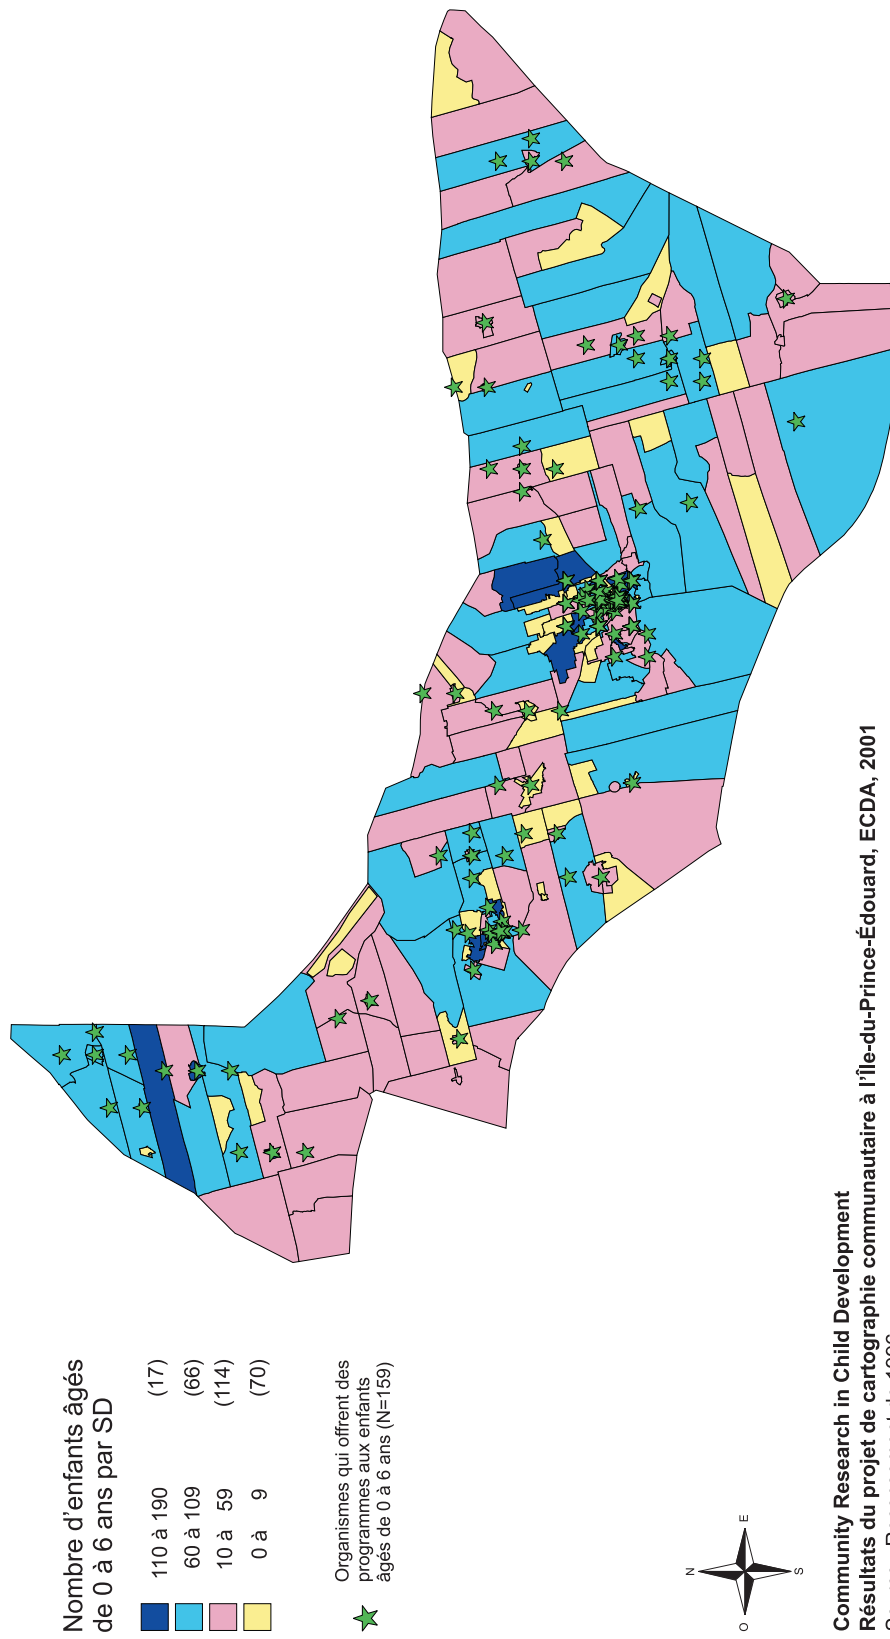 Nombre d'enfants âgés
de 0 à 6 ans par SD
110 à 190 (17)
60 à 109 (66)
10 à 59 (114)
0 à 9 (70)
Organismes qui offrent des
programmes aux enfants
âgés de 0 à 6 ans (N=159)
N
O E
S
Community Research in Child Development
Résultats du projet de cartographie communautaire à l'Île-du-Prince-Édouard, ECDA, 2001